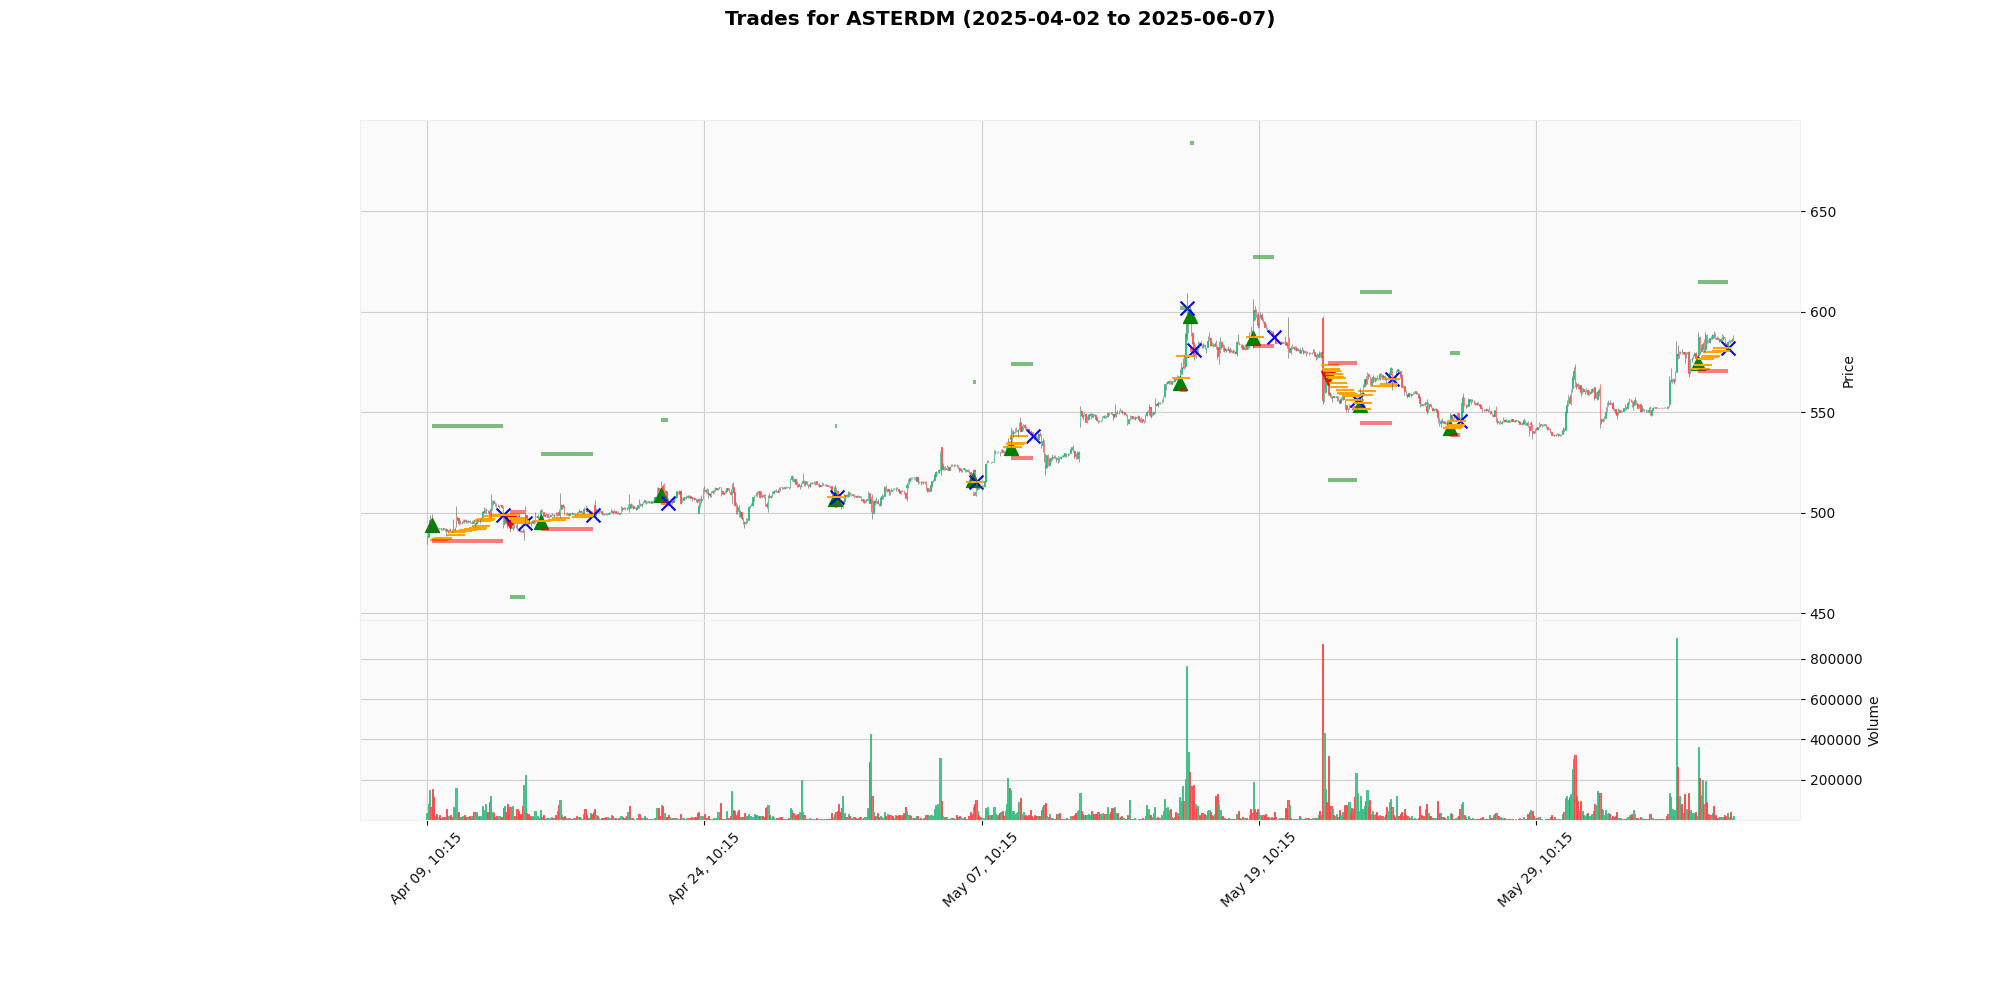 Trades for ASTERDM (2025-04-02 to 2025-06-07)
650
600
550
500
450
Price
800000
600000
400000
200000
Volume
Apr 09, 10:15
Apr 24, 10:15
May 07, 10:15
May 19, 10:15
May 29, 10:15